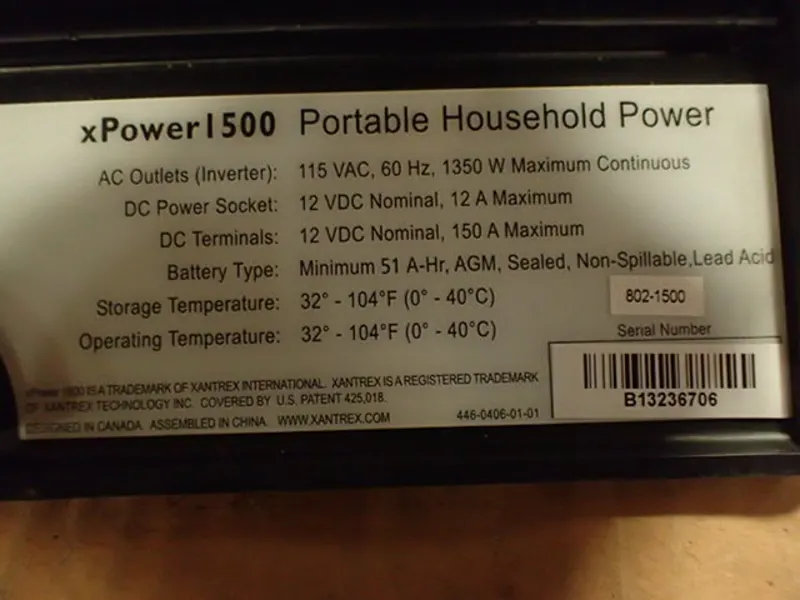 xPower1500 Portable Household Power
AC Outlets (Inverter): 115 VAC, 60 Hz, 1350 W Maximum Continuous
DC Power Socket: 12 VDC Nominal, 12 A Maximum
DC Terminals: 12 VDC Nominal, 150 A Maximum
Battery Type: Minimum 51 A-Hr, AGM, Sealed, Non-Spillable,Lead Acid
Storage Temperature: 32° - 104°F (0° - 40°C)
802-1500
Operating Temperature: 32° - 104°F (0° - 40°C)
Serial Number
B13236706
xPower 1500 IS A TRADEMARK OF XANTREX INTERNATIONAL. XANTREX IS A REGISTERED TRADEMARK
OF XANTREX TECHNOLOGY INC. COVERED BY U.S. PATENT 425,018.
DESIGNED IN CANADA. ASSEMBLED IN CHINA. WWW.XANTREX.COM 446-0406-01-01